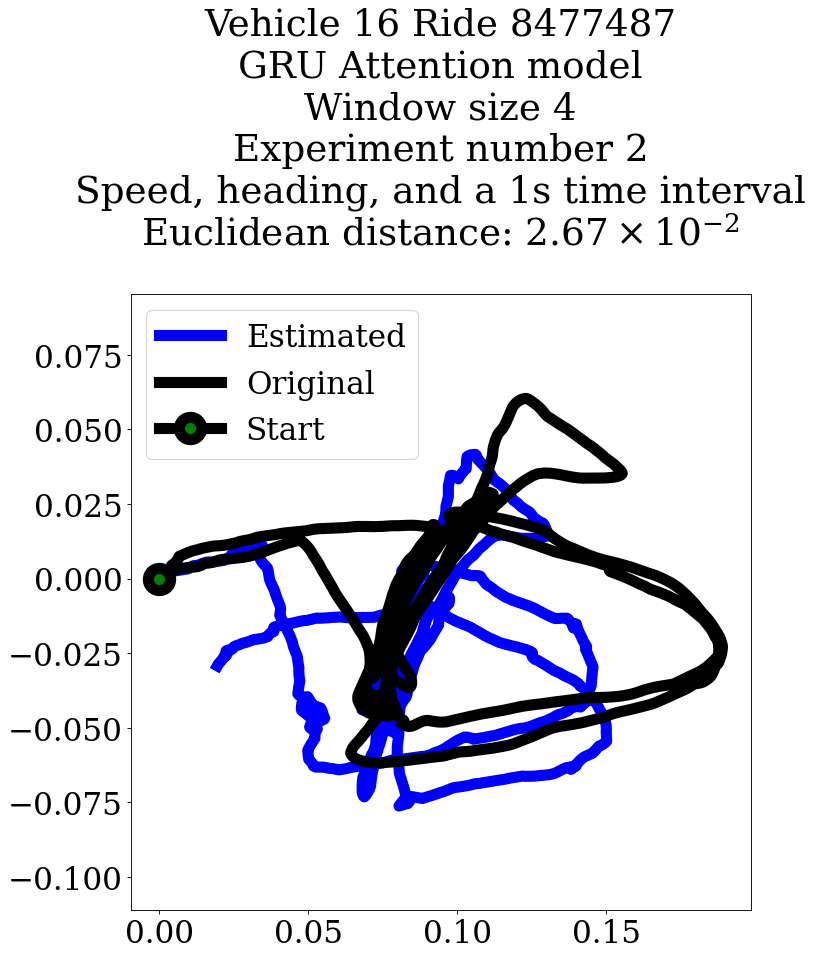 Vehicle 16 Ride 8477487
GRU Attention model
Window size 4
Experiment number 2
Speed, heading, and a 1s time interval
Euclidean distance: 2.67 × 10⁻²
Estimated
Original
Start
0.075
0.050
0.025
0.000
−0.025
−0.050
−0.075
−0.100
0.00 0.05 0.10 0.15